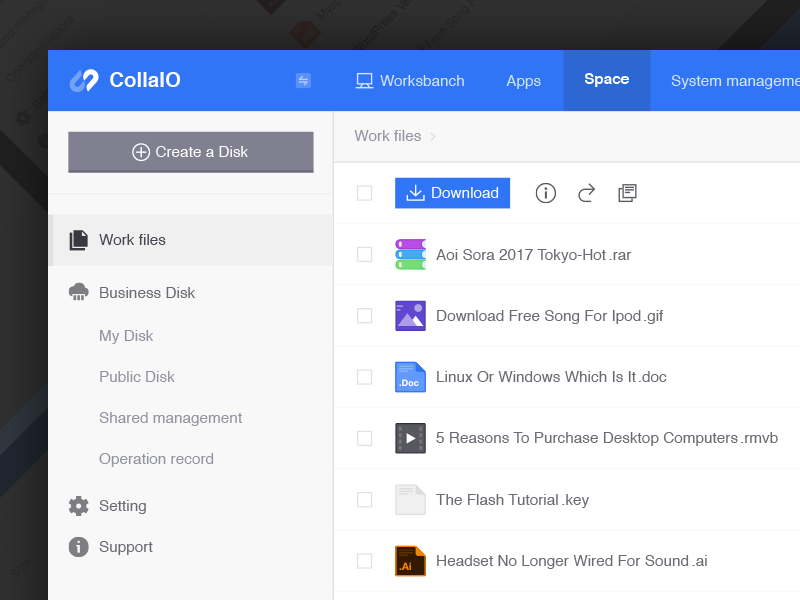 CollaIO
Worksbanch
Apps
Space
System manageme
Create a Disk
Work files
Business Disk
My Disk
Public Disk
Shared management
Operation record
Setting
Support
Work files
Download
Aoi Sora 2017 Tokyo-Hot.rar
Download Free Song For Ipod.gif
.Doc
Linux Or Windows Which Is It.doc
5 Reasons To Purchase Desktop Computers.rmvb
The Flash Tutorial.key
.Ai
Headset No Longer Wired For Sound.ai